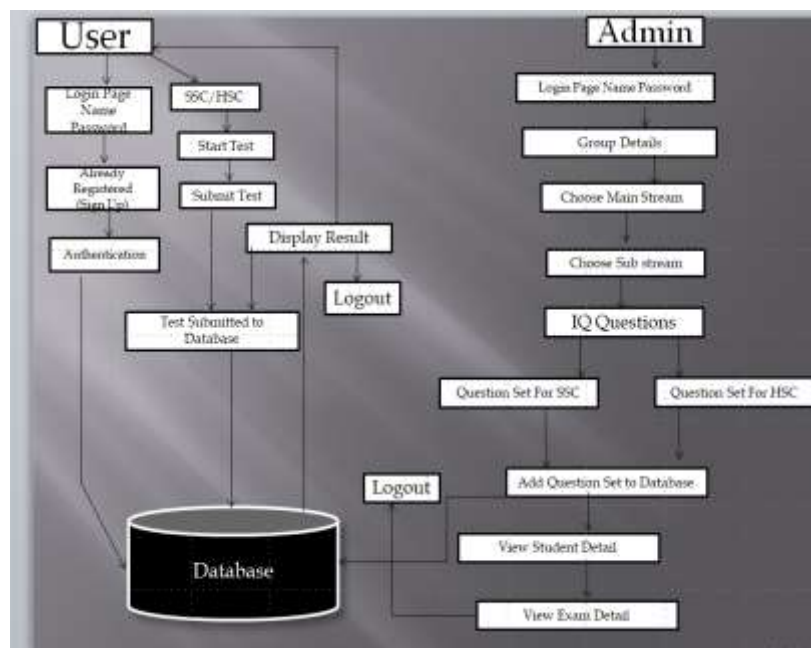 User
Login Page
Name
Password
Already
Registered
(Sign Up)
Authentication
SSC/HSC
Start Test
Submit Test
Display Result
Logout
Test Submitted to
Database
Database
Admin
Login Page Name Password
Group Details
Choose Main Stream
Choose Sub stream
IQ Questions
Question Set For SSC
Question Set For HSC
Add Question Set to Database
Logout
View Student Detail
View Exam Detail